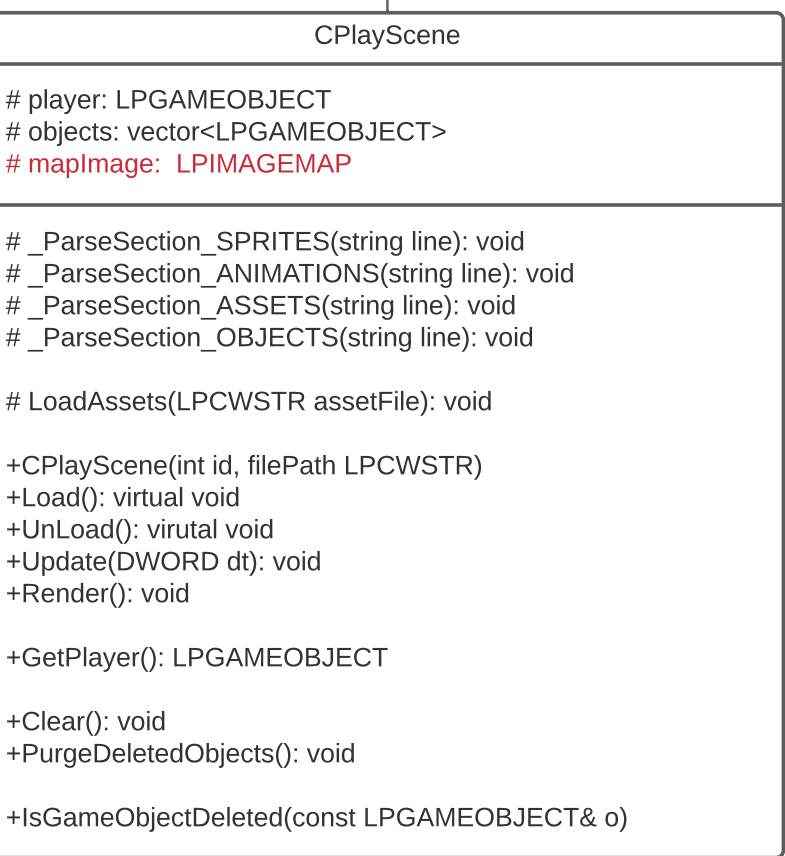 CPlayScene
# player: LPGAMEOBJECT
# objects: vector<LPGAMEOBJECT>
# mapImage:  LPIMAGEMAP
# _ParseSection_SPRITES(string line): void
# _ParseSection_ANIMATIONS(string line): void
# _ParseSection_ASSETS(string line): void
# _ParseSection_OBJECTS(string line): void
# LoadAssets(LPCWSTR assetFile): void
+CPlayScene(int id, filePath LPCWSTR)
+Load(): virtual void
+UnLoad(): virutal void
+Update(DWORD dt): void
+Render(): void
+GetPlayer(): LPGAMEOBJECT
+Clear(): void
+PurgeDeletedObjects(): void
+IsGameObjectDeleted(const LPGAMEOBJECT& o)